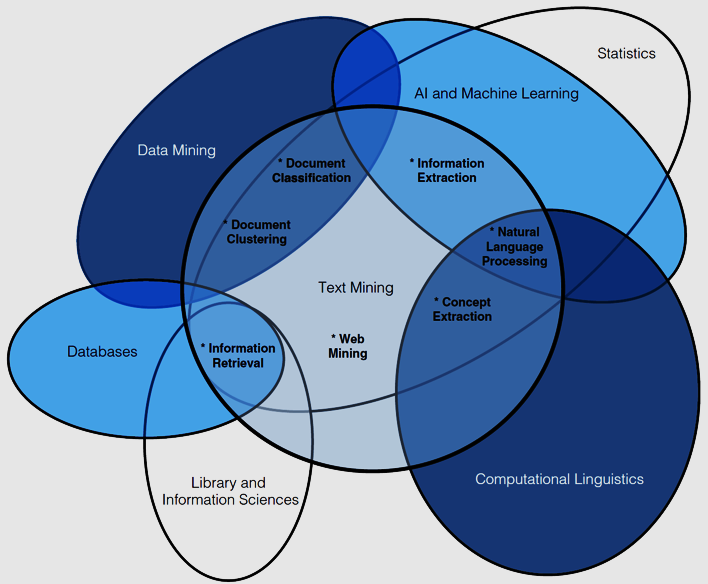 Statistics
AI and Machine Learning
Data Mining
* Document
Classification
* Information
Extraction
* Document
Clustering
* Natural
Language
Processing
Text Mining
* Concept
Extraction
Databases
* Information
Retrieval
* Web
Mining
Library and
Information Sciences
Computational Linguistics